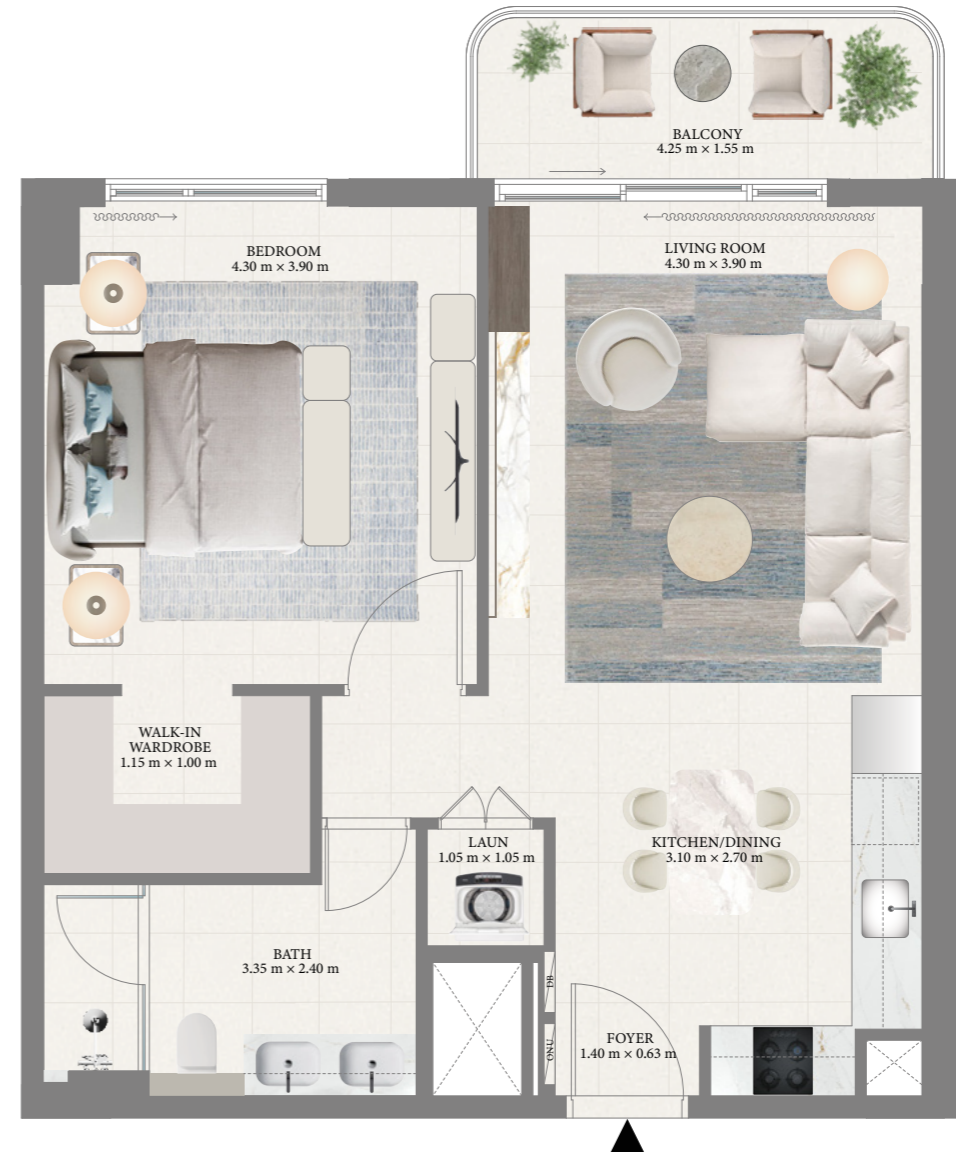 BALCONY
4.25 m × 1.55 m
BEDROOM
4.30 m × 3.90 m
LIVING ROOM
4.30 m × 3.90 m
WALK-IN
WARDROBE
1.15 m × 1.00 m
LAUN
1.05 m × 1.05 m
KITCHEN/DINING
3.10 m × 2.70 m
BATH
3.35 m × 2.40 m
DB
ONU
FOYER
1.40 m × 0.63 m